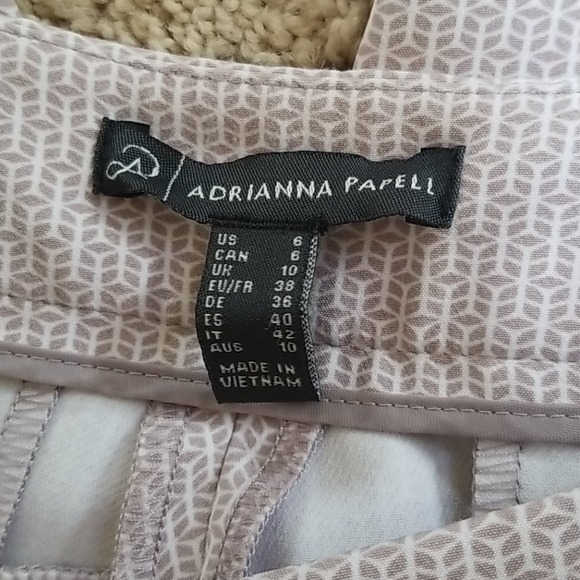 ADRIANNA PAPELL
US 6
CAN 6
UK 10
EU/FR 38
DE 36
ES 40
IT 42
AUS 10
MADE IN
VIETNAM